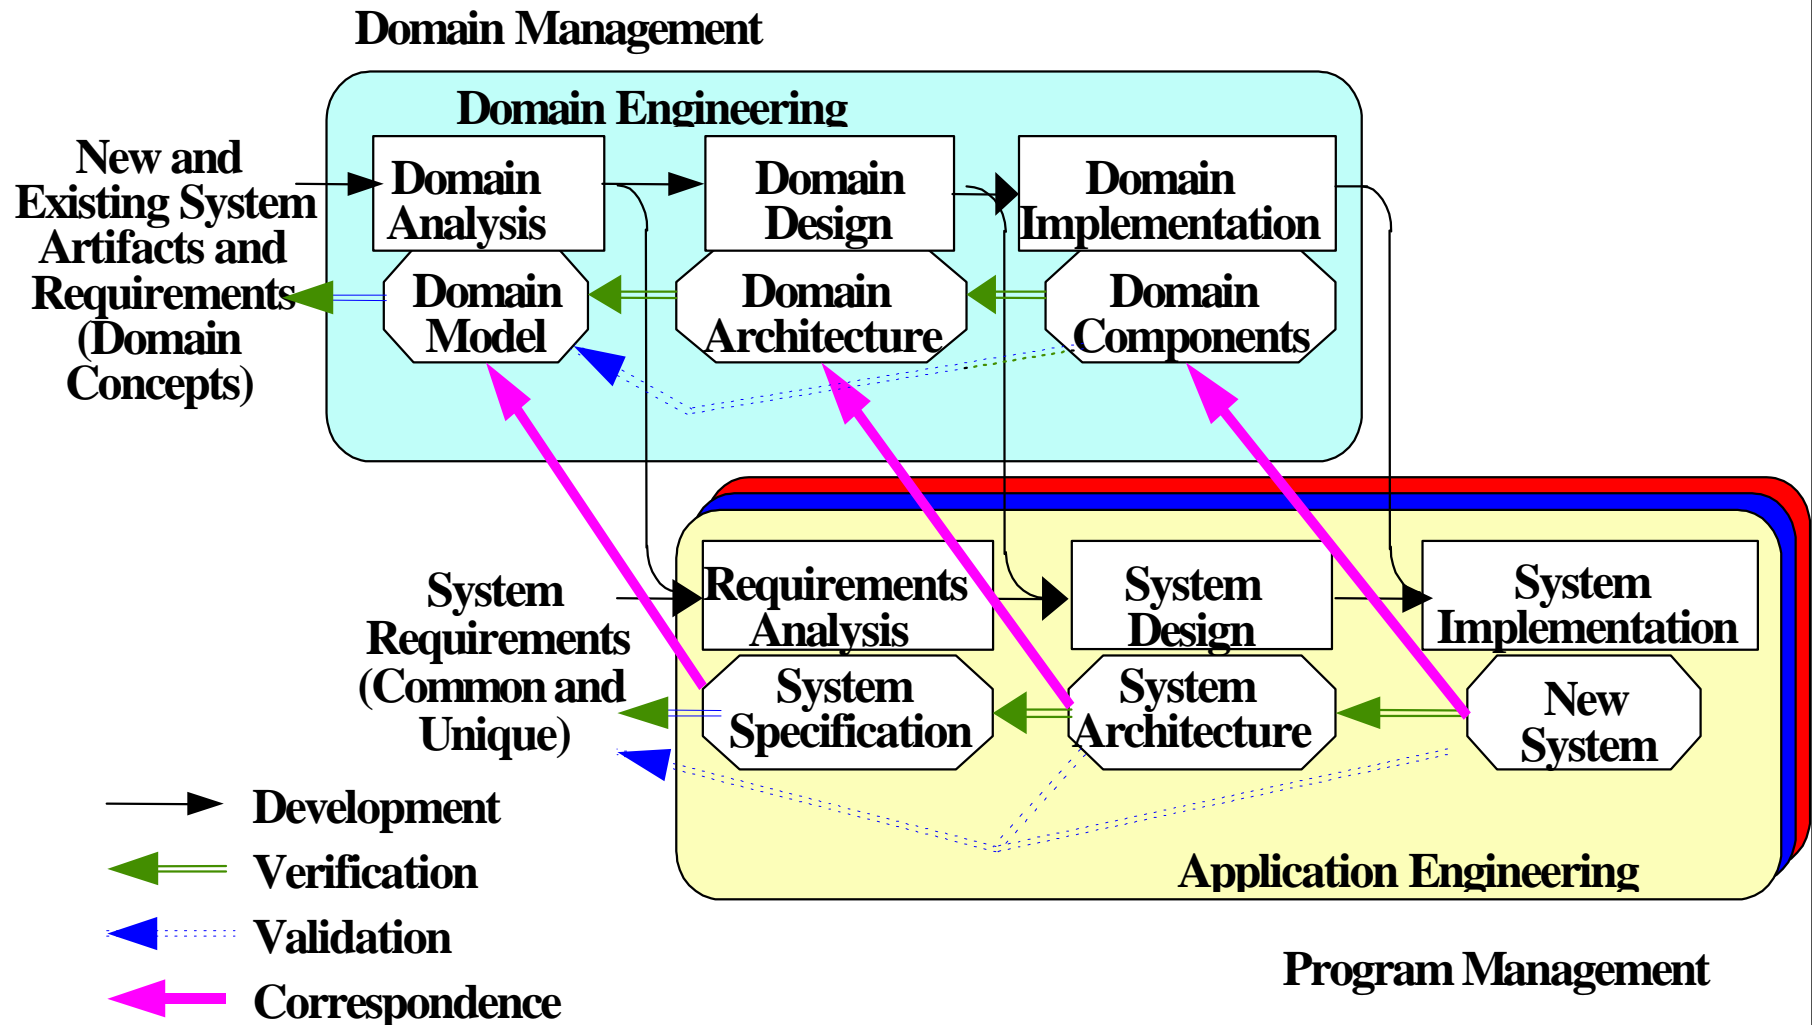 Domain Management
Domain Engineering
New and
Existing System
Artifacts and
Requirements
(Domain
Concepts)
Domain
Analysis
Domain
Design
Domain
Implementation
Domain
Model
Domain
Architecture
Domain
Components
System
Requirements
(Common and
Unique)
Requirements
Analysis
System
Design
System
Implementation
System
Specification
System
Architecture
New
System
Application Engineering
Development
Verification
Validation
Correspondence
Program Management